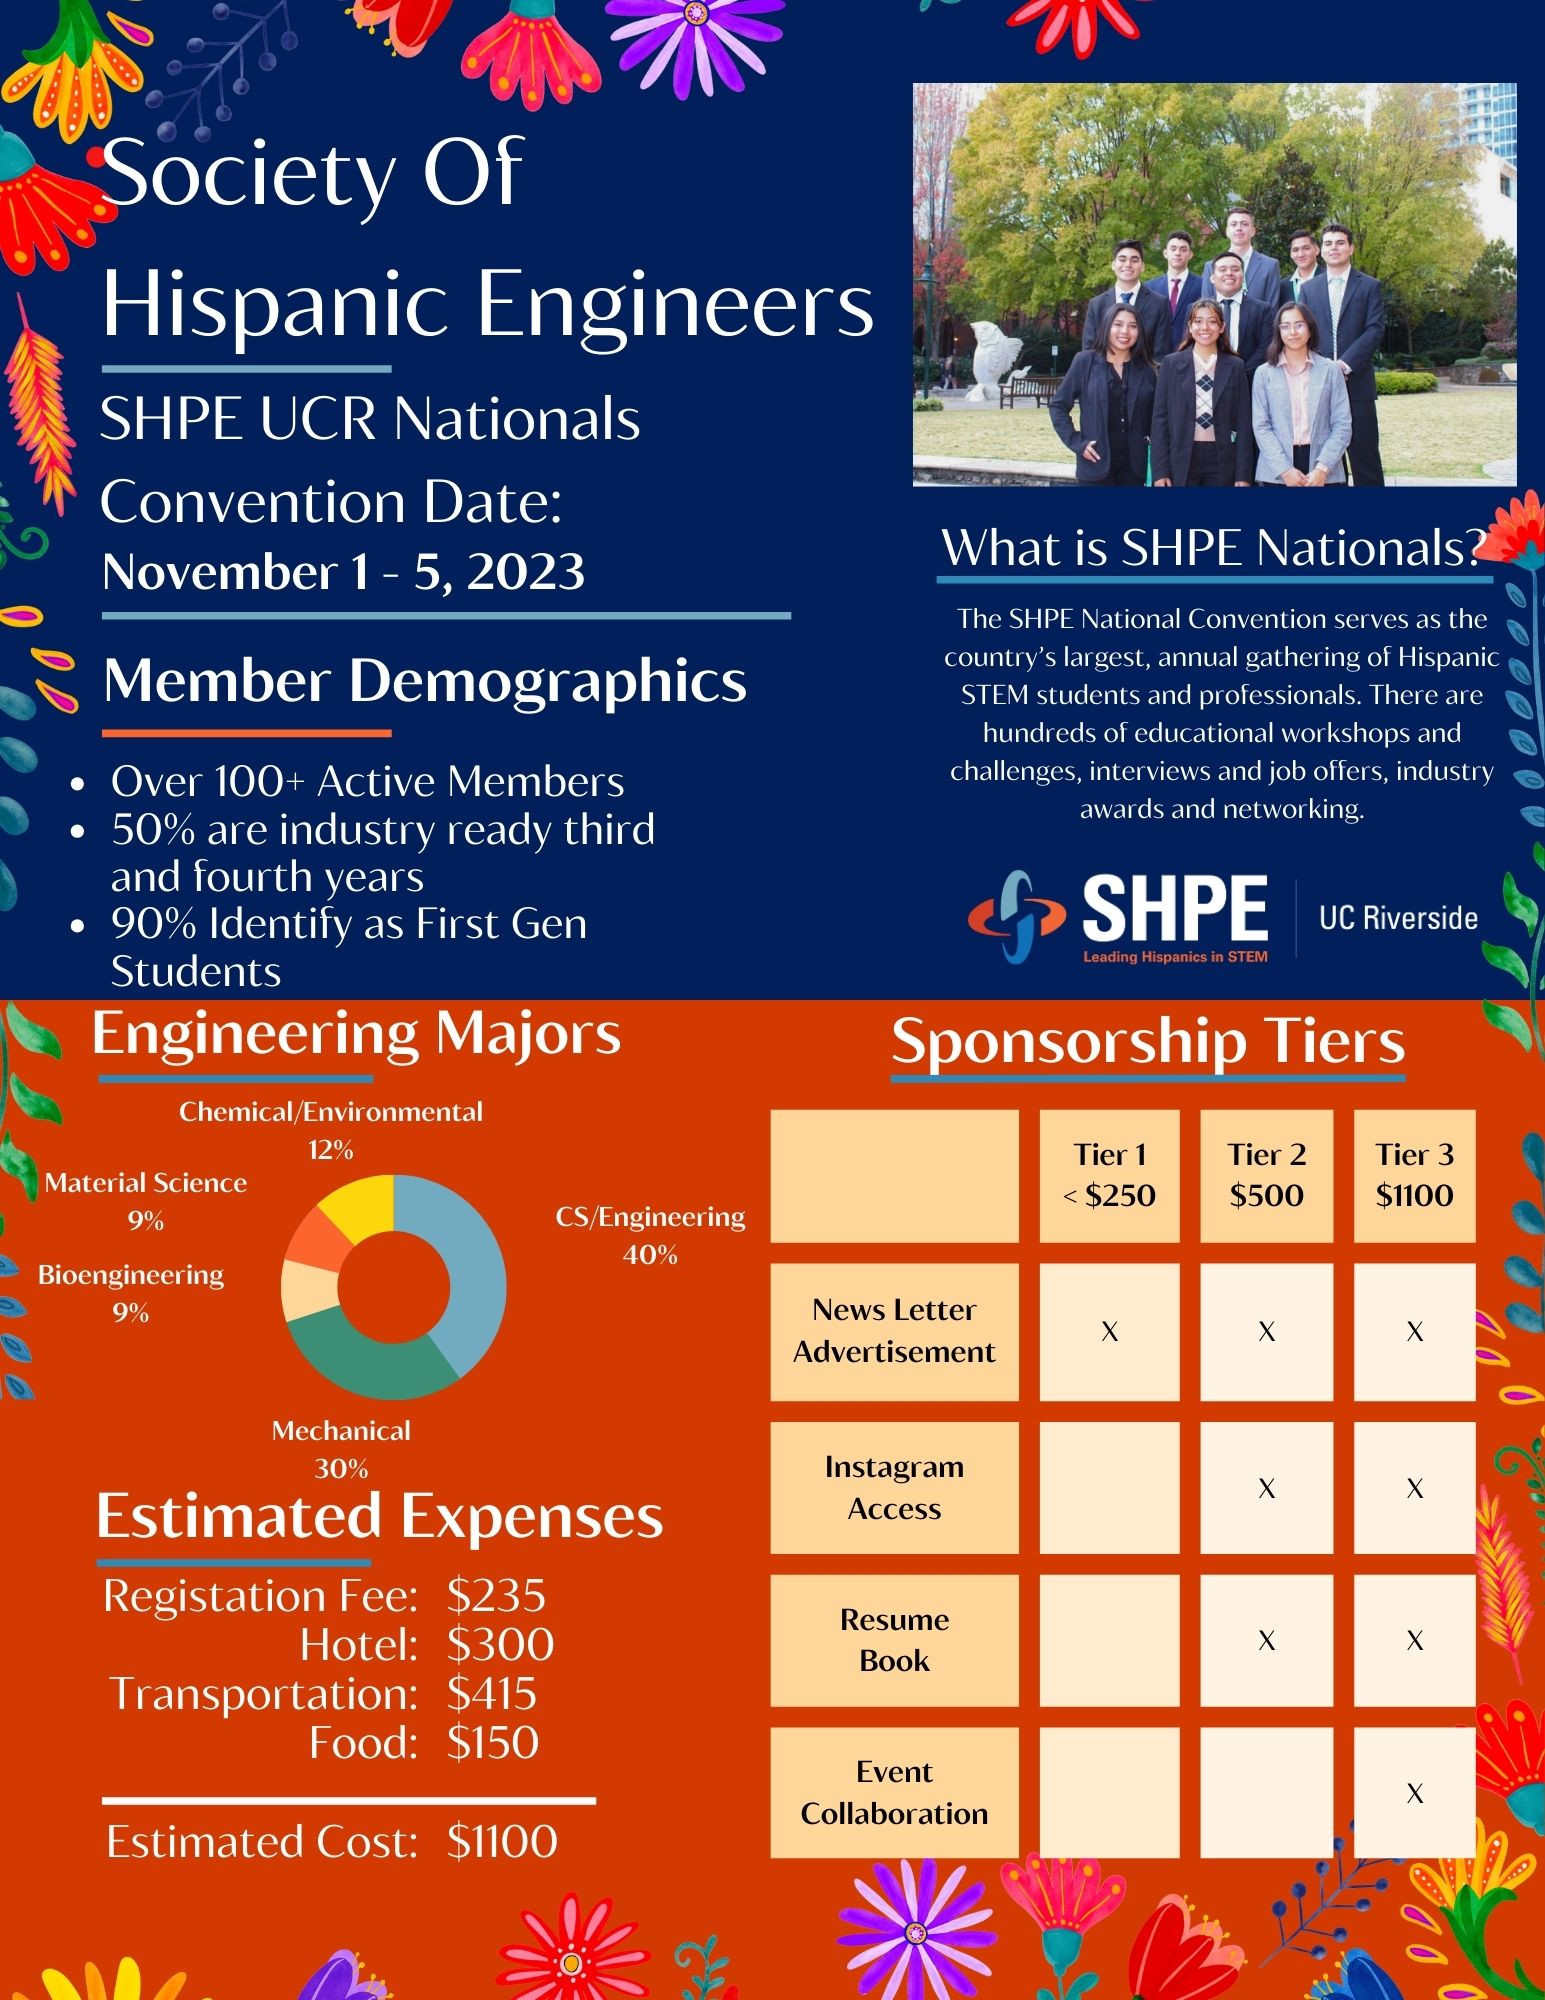 Society Of
Hispanic Engineers
SHPE UCR Nationals
Convention Date:
November 1 - 5, 2023
Member Demographics
• Over 100+ Active Members
• 50% are industry ready third
and fourth years
• 90% Identify as First Gen
Students
What is SHPE Nationals?
The SHPE National Convention serves as the
country’s largest, annual gathering of Hispanic
STEM students and professionals. There are
hundreds of educational workshops and
challenges, interviews and job offers, industry
awards and networking.
SHPE
Leading Hispanics in STEM
UC Riverside
Engineering Majors
Chemical/Environmental
12%
Material Science
9%
CS/Engineering
40%
Bioengineering
9%
Mechanical
30%
Estimated Expenses
Registation Fee: $235
Hotel: $300
Transportation: $415
Food: $150
Estimated Cost: $1100
Sponsorship Tiers
Tier 1 Tier 2 Tier 3
< $250 $500 $1100
News Letter
Advertisement X X X
Instagram
Access X X
Resume
Book X X
Event
Collaboration X